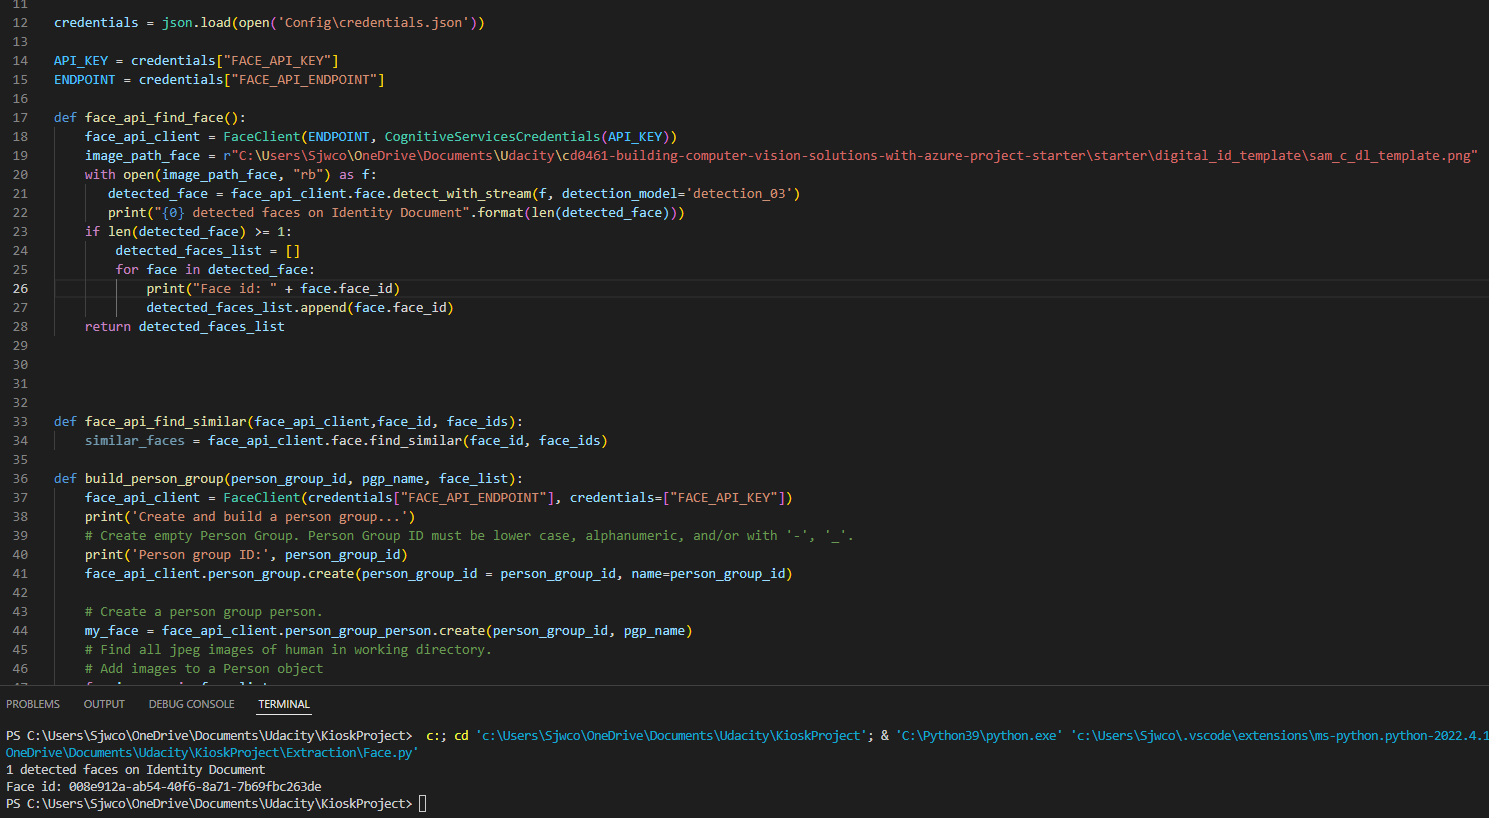 11
12 credentials = json.load(open('Config\credentials.json'))
13
14 API_KEY = credentials["FACE_API_KEY"]
15 ENDPOINT = credentials["FACE_API_ENDPOINT"]
16
17 def face_api_find_face():
18     face_api_client = FaceClient(ENDPOINT, CognitiveServicesCredentials(API_KEY))
19     image_path_face = r"C:\Users\Sjwco\OneDrive\Documents\Udacity\cd0461-building-computer-vision-solutions-with-azure-project-starter\starter\digital_id_template\sam_c_dl_template.png"
20     with open(image_path_face, "rb") as f:
21        detected_face = face_api_client.face.detect_with_stream(f, detection_model='detection_03')
22        print("{0} detected faces on Identity Document".format(len(detected_face)))
23     if len(detected_face) >= 1:
24         detected_faces_list = []
25         for face in detected_face:
26             print("Face id: " + face.face_id)
27             detected_faces_list.append(face.face_id)
28     return detected_faces_list
29
30
31
32
33 def face_api_find_similar(face_api_client,face_id, face_ids):
34     similar_faces = face_api_client.face.find_similar(face_id, face_ids)
35
36 def build_person_group(person_group_id, pgp_name, face_list):
37     face_api_client = FaceClient(credentials["FACE_API_ENDPOINT"], credentials=["FACE_API_KEY"])
38     print('Create and build a person group...')
39     # Create empty Person Group. Person Group ID must be lower case, alphanumeric, and/or with '-', '_'.
40     print('Person group ID:', person_group_id)
41     face_api_client.person_group.create(person_group_id = person_group_id, name=person_group_id)
42
43     # Create a person group person.
44     my_face = face_api_client.person_group_person.create(person_group_id, pgp_name)
45     # Find all jpeg images of human in working directory.
46     # Add images to a Person object
PROBLEMS OUTPUT DEBUG CONSOLE TERMINAL
PS C:\Users\Sjwco\OneDrive\Documents\Udacity\KioskProject>  c:; cd 'c:\Users\Sjwco\OneDrive\Documents\Udacity\KioskProject'; & 'C:\Python39\python.exe' 'c:\Users\Sjwco\.vscode\extensions\ms-python.python-2022.4.1
OneDrive\Documents\Udacity\KioskProject\Extraction\Face.py'
1 detected faces on Identity Document
Face id: 008e912a-ab54-40f6-8a71-7b69fbc263de
PS C:\Users\Sjwco\OneDrive\Documents\Udacity\KioskProject>